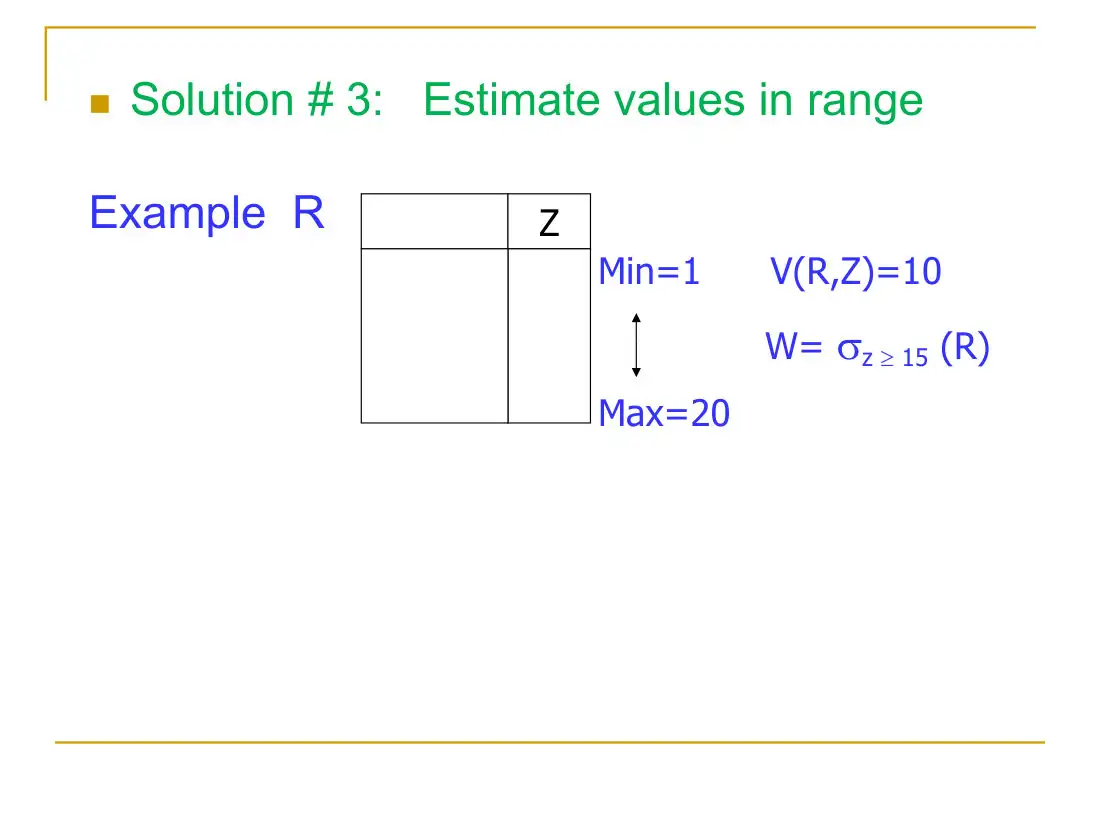 Solution # 3: Estimate values in range
Example R
Z
Min=1 V(R,Z)=10
W= σz ≥ 15 (R)
Max=20